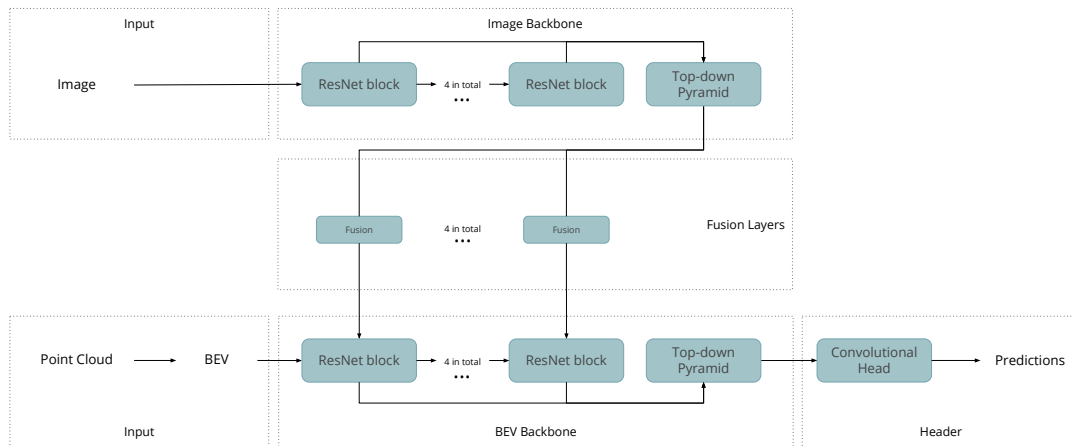 Input
Image Backbone
Image
ResNet block
4 in total
...
ResNet block
Top-down
Pyramid
Fusion
4 in total
...
Fusion
Fusion Layers
Point Cloud
BEV
ResNet block
4 in total
...
ResNet block
Top-down
Pyramid
Convolutional
Head
Predictions
Input
BEV Backbone
Header